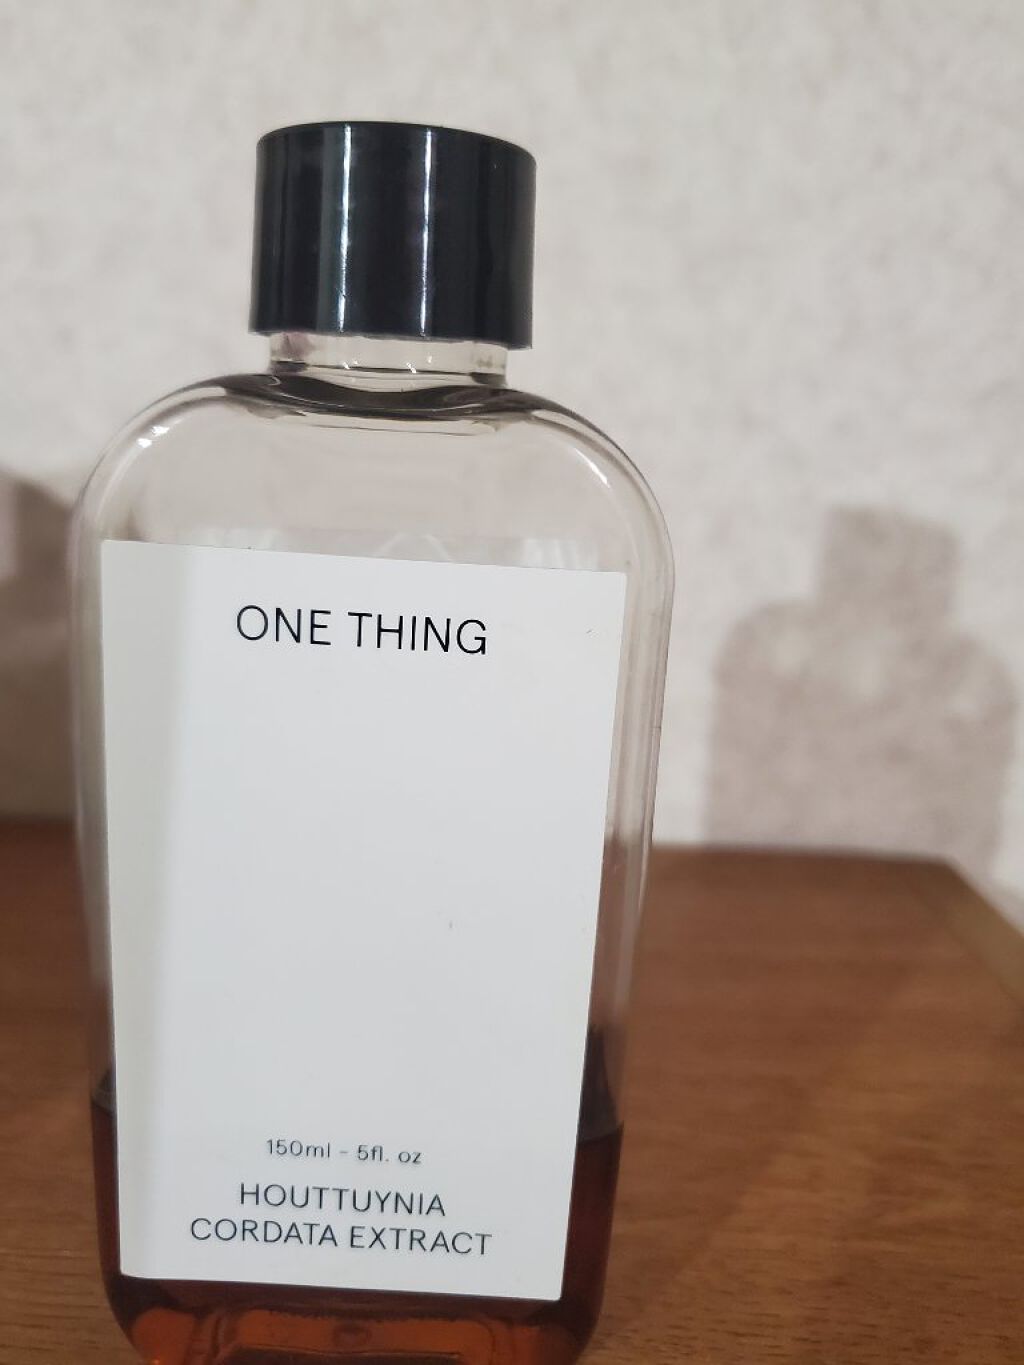 ONE THING
150ml - 5fl. oz
HOUTTUYNIA
CORDATA EXTRACT